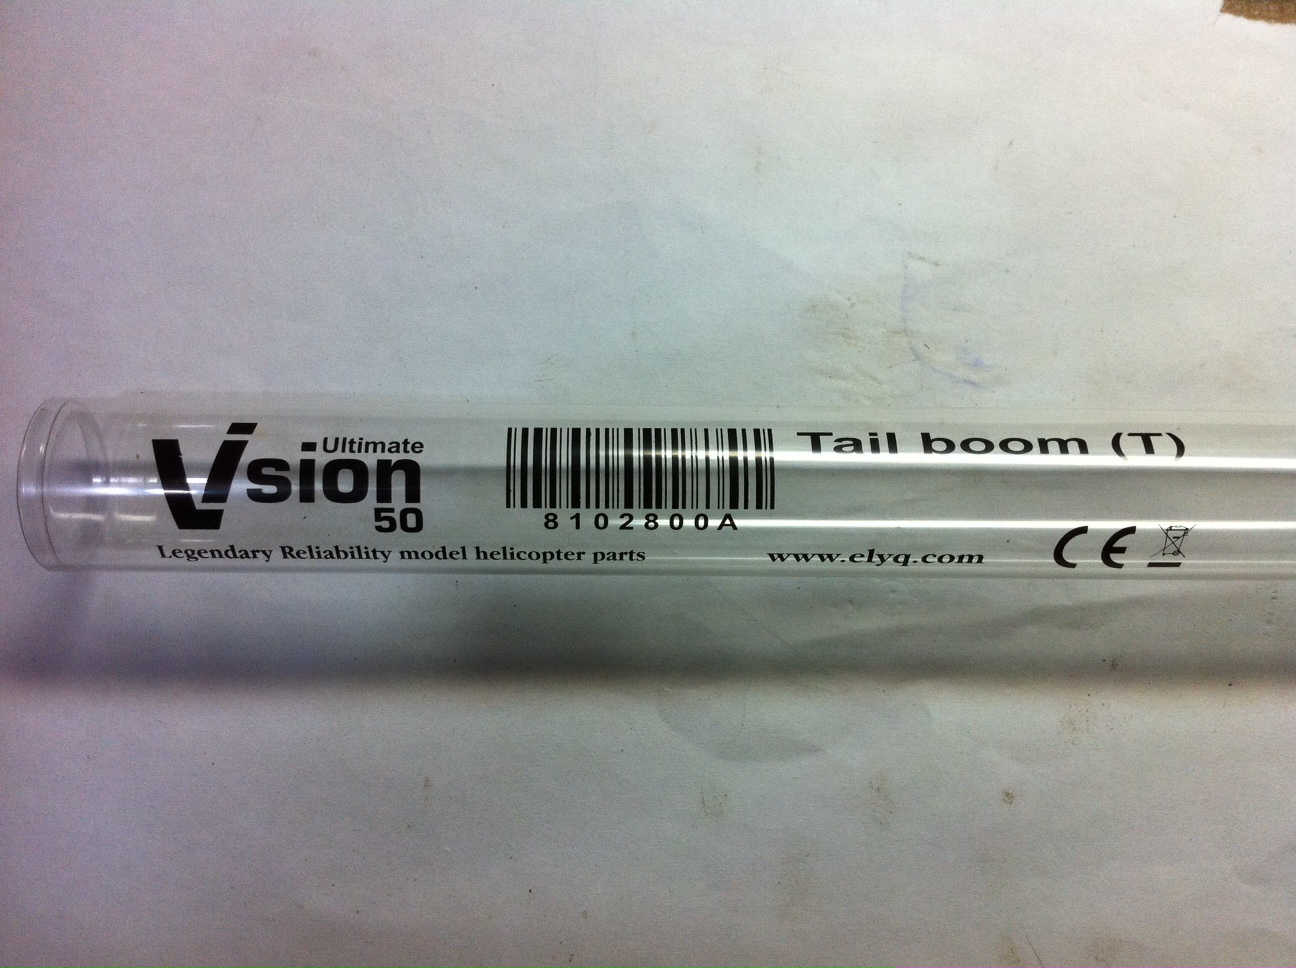 Ultimate
Vision
50
8102800A
Tail boom (T)
Legendary Reliability model helicopter parts
www.elyq.com
CE